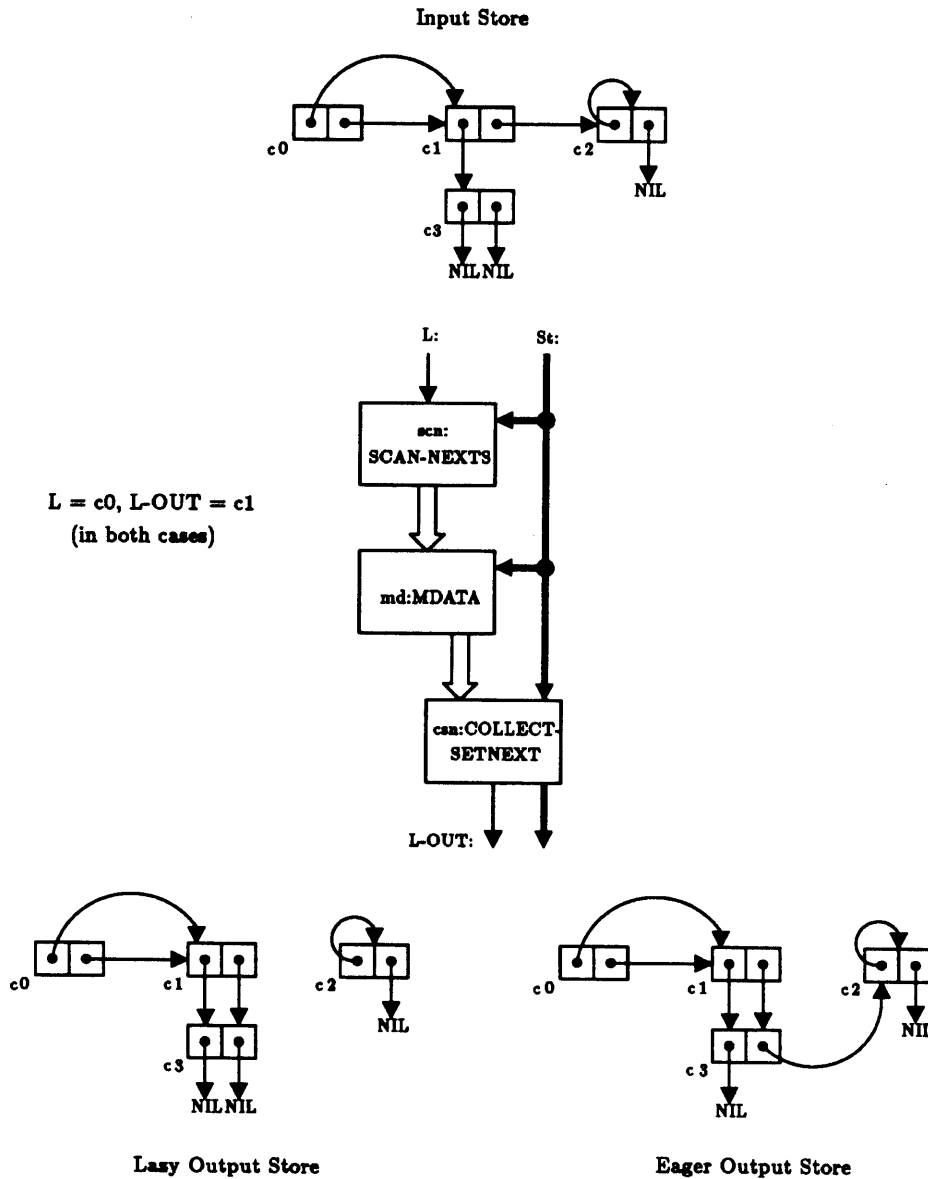 Input Store
c0
c1
c2
NIL
c3
NIL NIL
L:
St:
scn:
SCAN-NEXTS
L = c0, L-OUT = c1
(in both cases)
md:MDATA
csn:COLLECT-
SETNEXT
L-OUT:
c0
c1
c2
NIL
c3
NIL NIL
c0
c1
c2
NIL
c3
NIL
Lazy Output Store
Eager Output Store